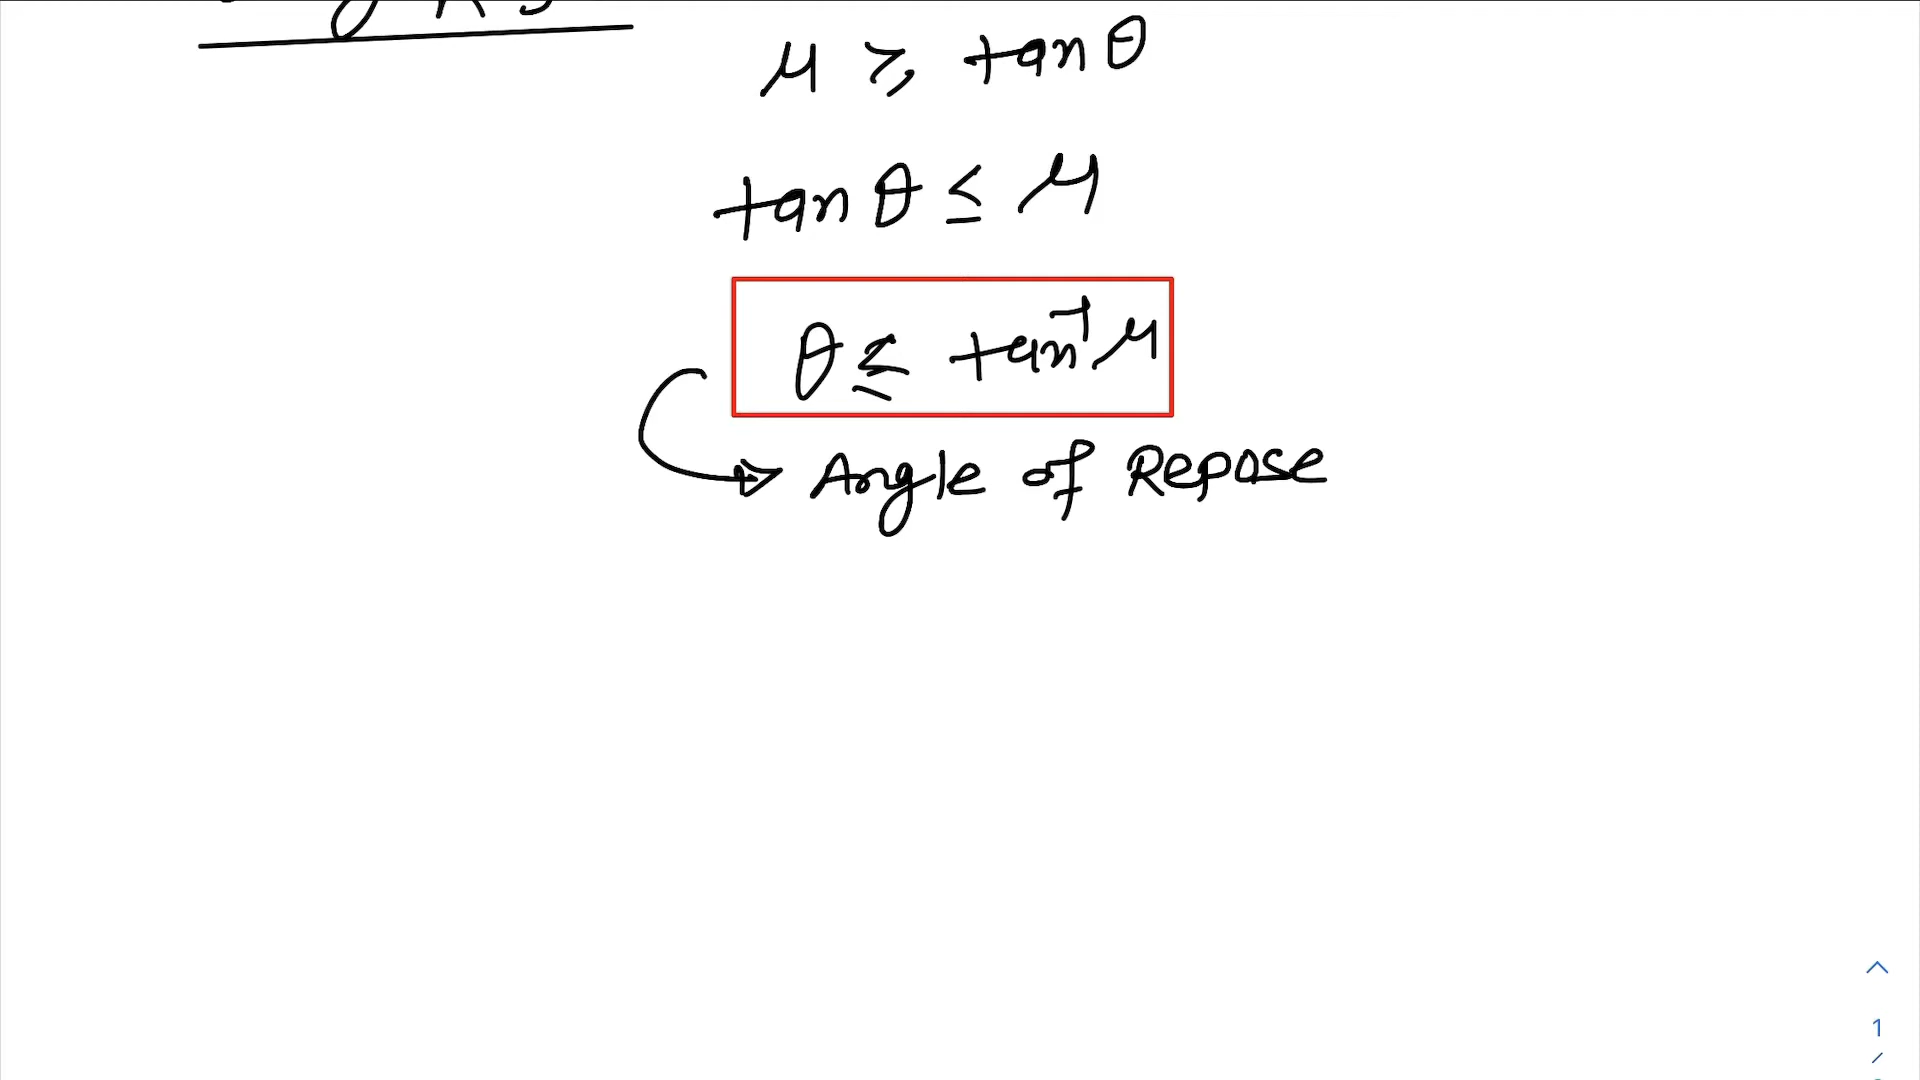 μ ≥ tan θ
tan θ ≤ μ
θ ≤ tan⁻¹ μ
Angle of Repose
1
/